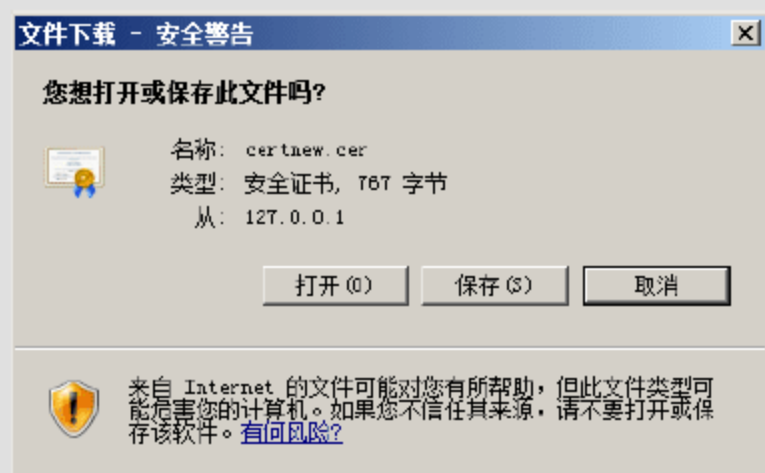 文件下载 - 安全警告
您想打开或保存此文件吗?
名称: certnew.cer
类型: 安全证书, 767 字节
从: 127.0.0.1
打开(O) 保存(S) 取消
来自 Internet 的文件可能对您有所帮助,但此文件类型可
能危害您的计算机。如果您不信任其来源,请不要打开或保
存该软件。有何风险?